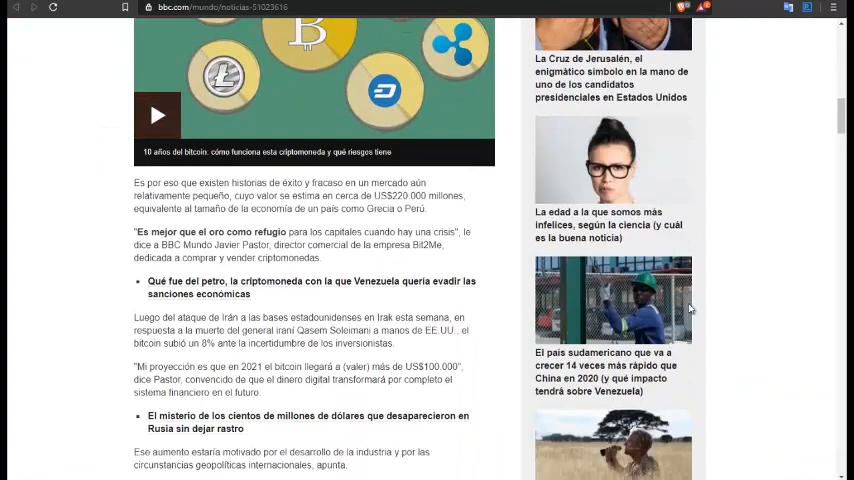 bbc.com/mundo/noticias-51023616
10 años del bitcoin: cómo funciona esta criptomoneda y qué riesgos tiene
Es por eso que existen historias de éxito y fracaso en un mercado aún
relativamente pequeño, cuyo valor se estima en cerca de US$220.000 millones,
equivalente al tamaño de la economía de un país como Grecia o Perú.
"Es mejor que el oro como refugio para los capitales cuando hay una crisis", le
dice a BBC Mundo Javier Pastor, director comercial de la empresa Bit2Me,
dedicada a comprar y vender criptomonedas.
Qué fue del petro, la criptomoneda con la que Venezuela quería evadir las
sanciones económicas
Luego del ataque de Irán a las bases estadounidenses en Irak esta semana, en
respuesta a la muerte del general iraní Qasem Soleimani a manos de EE.UU., el
bitcoin subió un 8% ante la incertidumbre de los inversionistas.
"Mi proyección es que en 2021 el bitcoin llegará a (valer) más de US$100.000",
dice Pastor, convencido de que el dinero digital transformará por completo el
sistema financiero en el futuro.
El misterio de los cientos de millones de dólares que desaparecieron en
Rusia sin dejar rastro
Ese aumento estaría motivado por el desarrollo de la industria y por las
circunstancias geopolíticas internacionales, apunta.
La Cruz de Jerusalén, el
enigmático símbolo en la mano de
uno de los candidatos
presidenciales en Estados Unidos
La edad a la que somos más
infelices, según la ciencia (y cuál
es la buena noticia)
El país sudamericano que va a
crecer 14 veces más rápido que
China en 2020 (y qué impacto
tendrá sobre Venezuela)